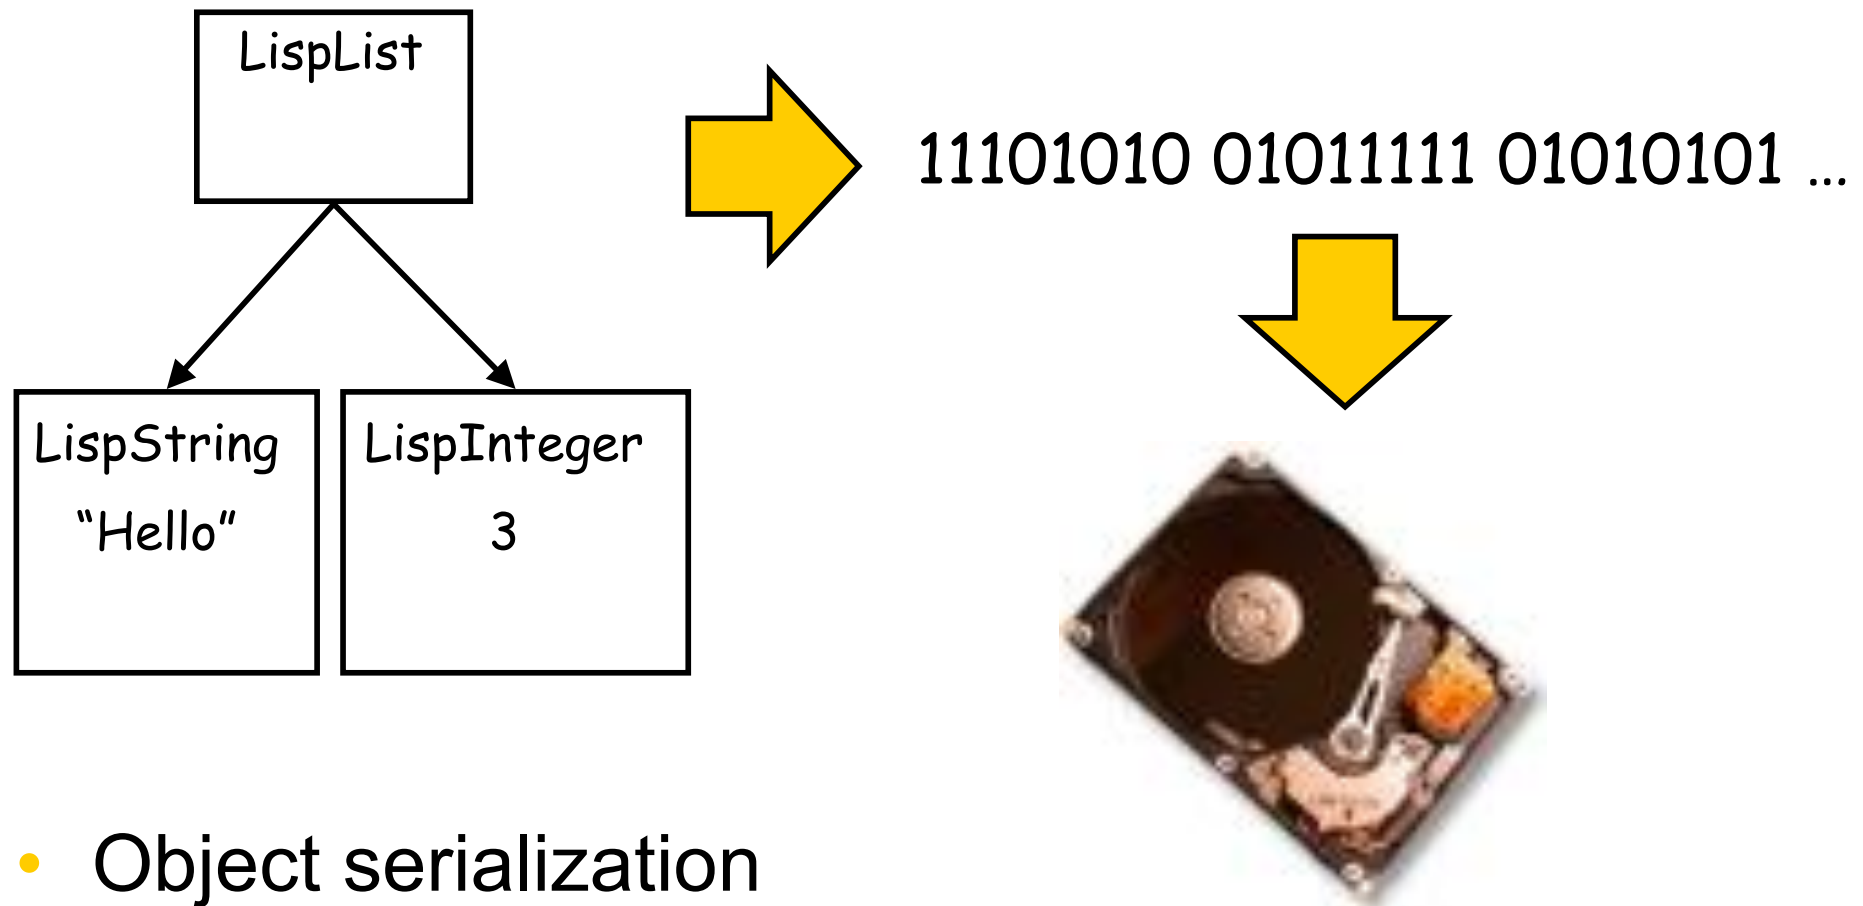 LispList
11101010 01011111 01010101 ...
LispString
“Hello”
LispInteger
3
• Object serialization